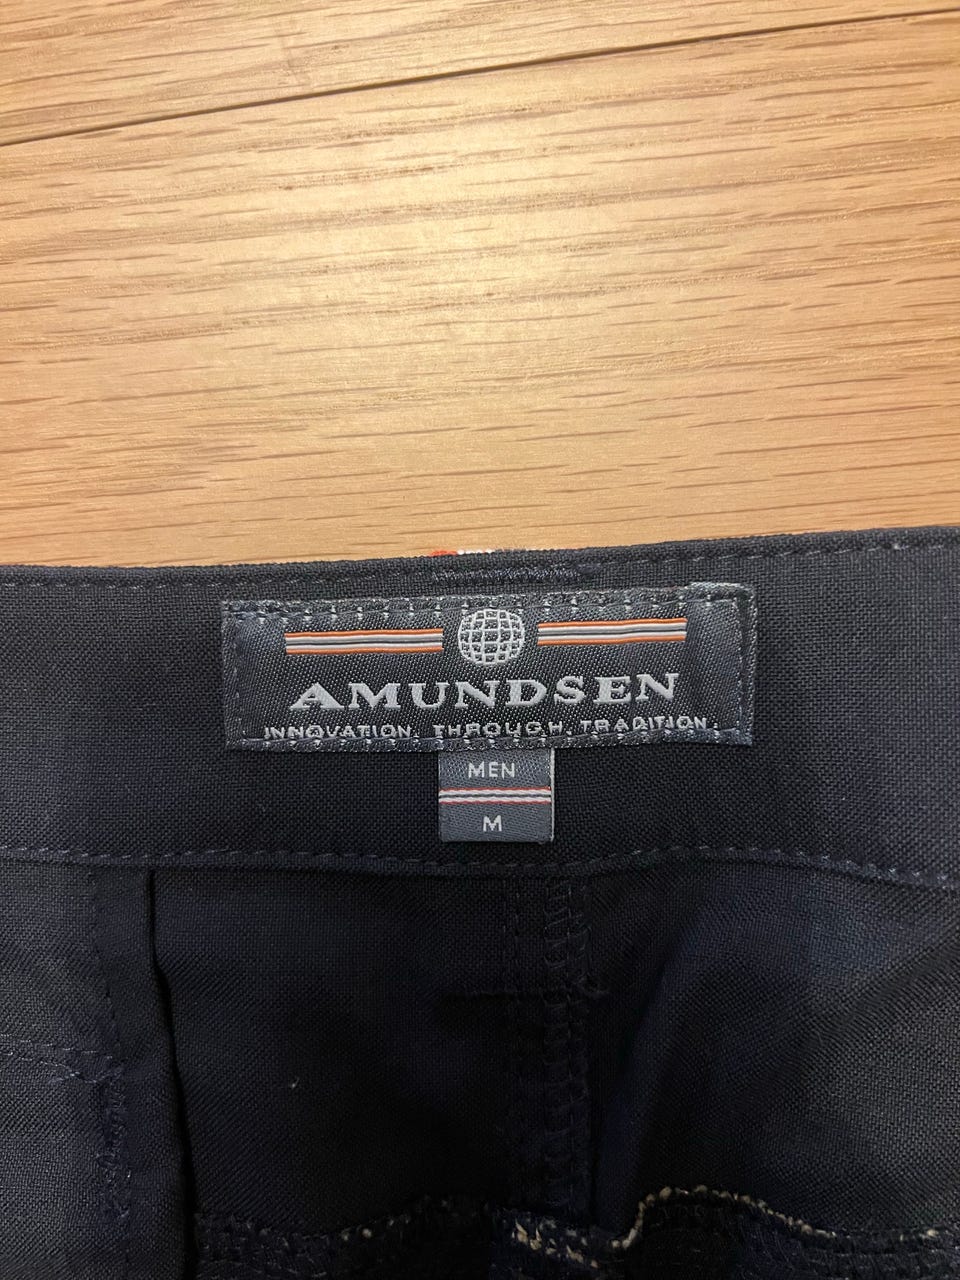 AMUNDSEN
INNOVATION THROUGH TRADITION
MEN
M